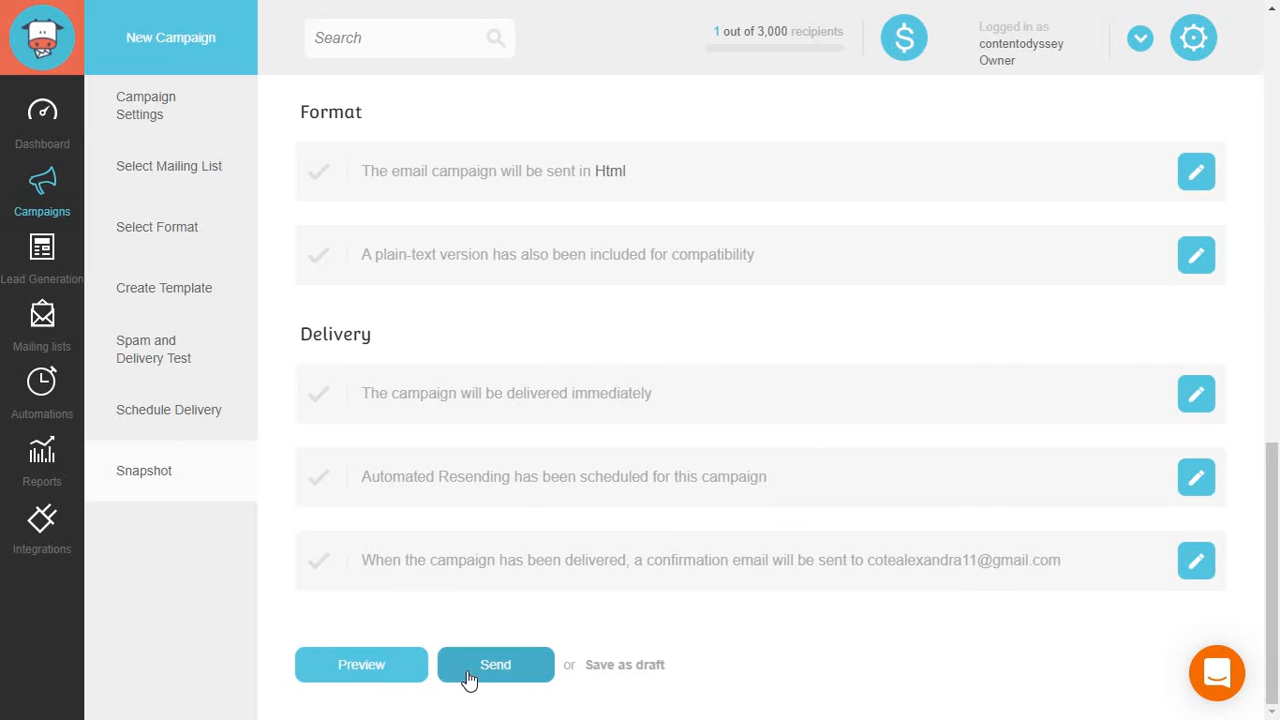 New Campaign
Search
1 out of 3,000 recipients
$
Logged in as
contentodyssey
Owner
Dashboard
Campaigns
Lead Generation
Mailing lists
Automations
Reports
Integrations
Campaign
Settings
Select Mailing List
Select Format
Create Template
Spam and
Delivery Test
Schedule Delivery
Snapshot
Format
The email campaign will be sent in Html
A plain-text version has also been included for compatibility
Delivery
The campaign will be delivered immediately
Automated Resending has been scheduled for this campaign
When the campaign has been delivered, a confirmation email will be sent to cotealexandra11@gmail.com
Preview
Send
or
Save as draft